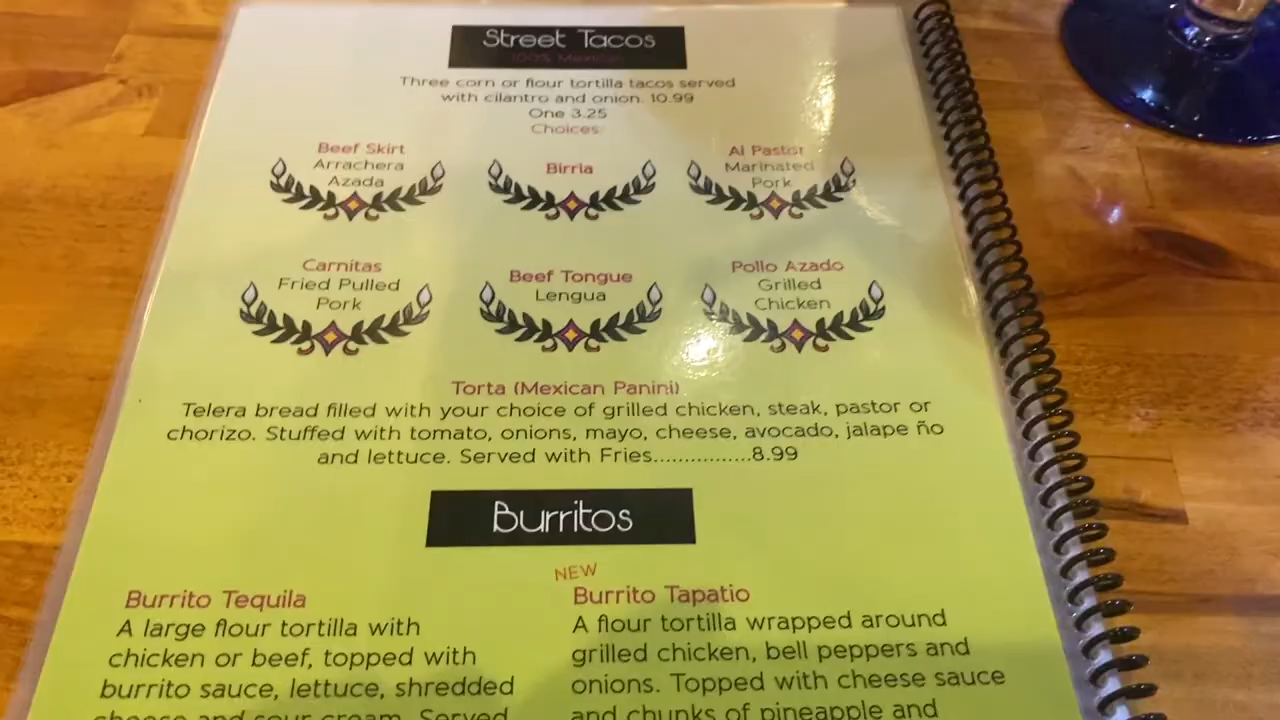 Street Tacos
100% Mexican
Three corn or flour tortilla tacos served
with cilantro and onion. 10.99
One 3.25
Choices:
Beef Skirt
Arrachera
Azada
Birria
Al Pastor
Marinated
Pork
Carnitas
Fried Pulled
Pork
Beef Tongue
Lengua
Pollo Azado
Grilled
Chicken
Torta (Mexican Panini)
Telera bread filled with your choice of grilled chicken, steak, pastor or
chorizo. Stuffed with tomato, onions, mayo, cheese, avocado, jalape ño
and lettuce. Served with Fries................8.99
Burritos
Burrito Tequila
A large flour tortilla with
chicken or beef, topped with
burrito sauce, lettuce, shredded
cheese and sour cream. Served
NEW
Burrito Tapatio
A flour tortilla wrapped around
grilled chicken, bell peppers and
onions. Topped with cheese sauce
and chunks of pineapple and